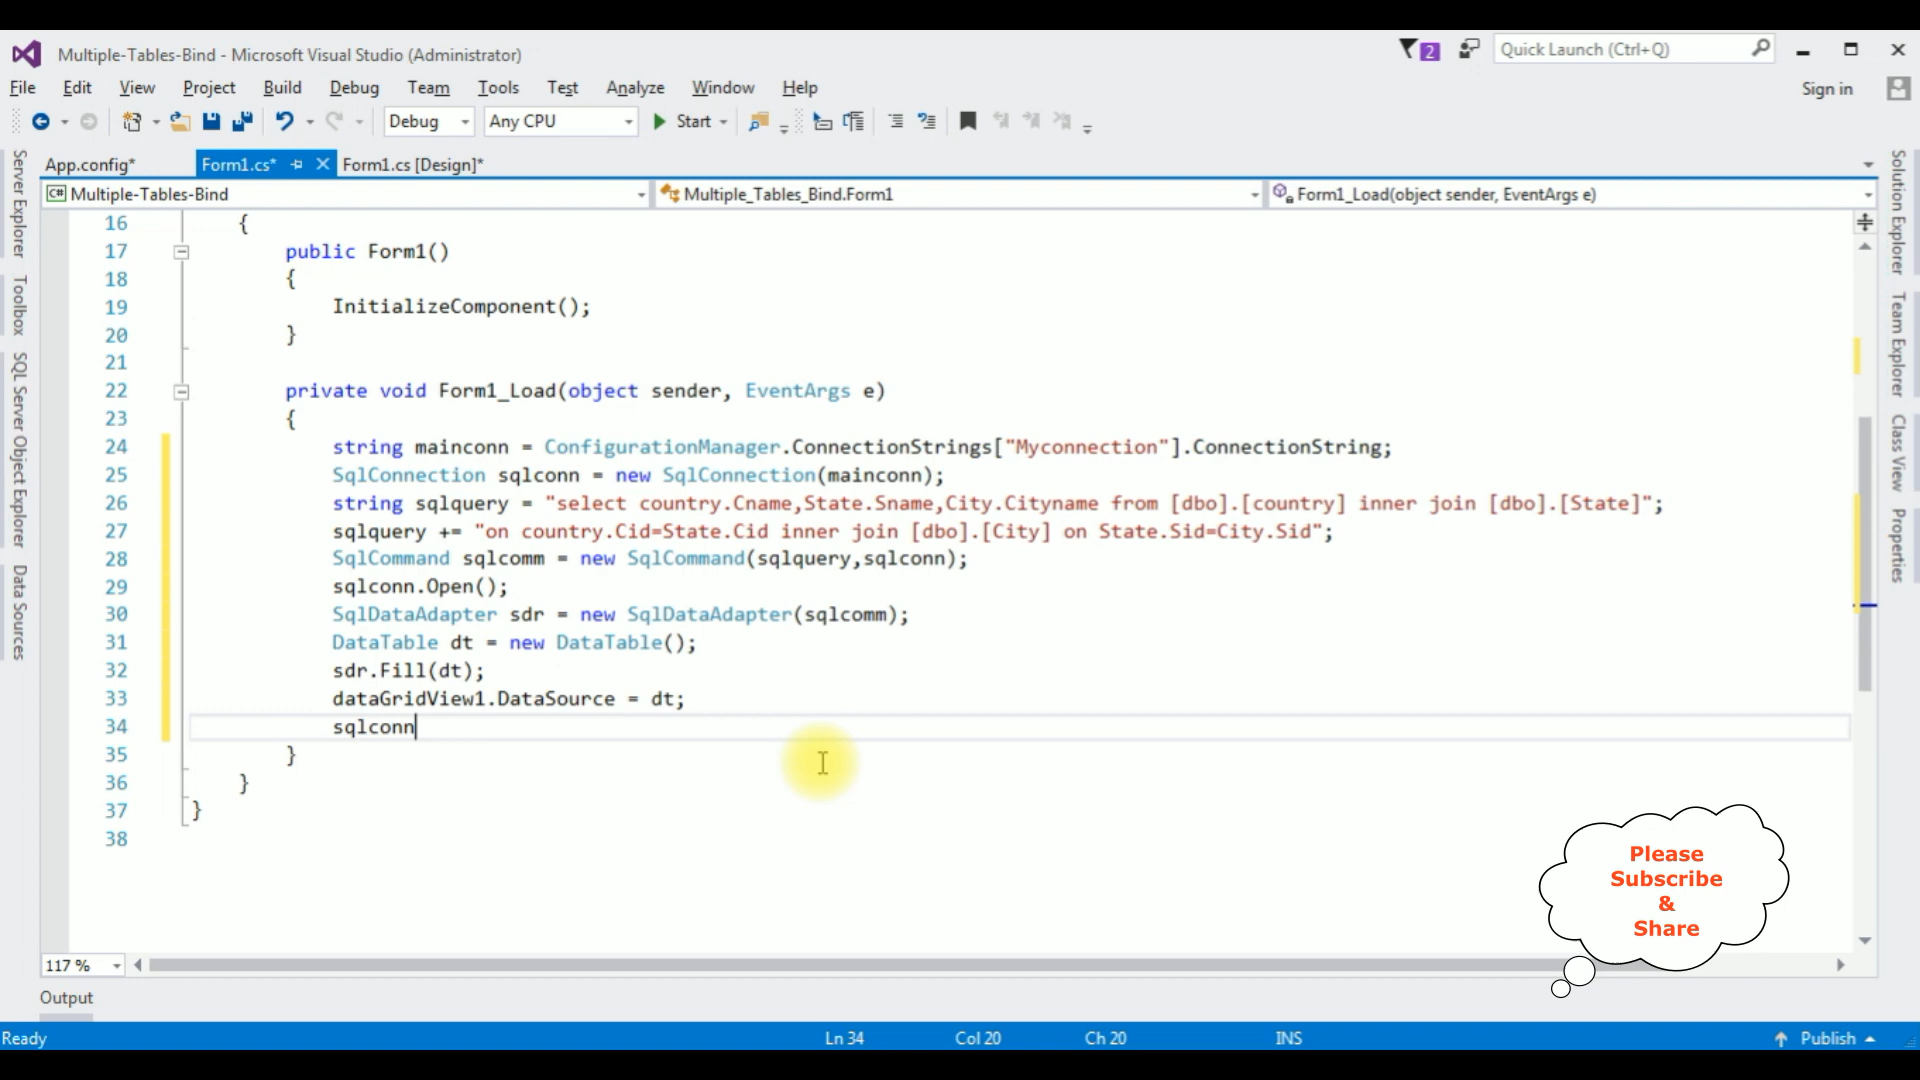 Multiple-Tables-Bind - Microsoft Visual Studio (Administrator)
2
Quick Launch (Ctrl+Q)
File Edit View Project Build Debug Team Tools Test Analyze Window Help
Sign in
Debug Any CPU Start
App.config* Form1.cs* Form1.cs [Design]*
C# Multiple-Tables-Bind Multiple_Tables_Bind.Form1 Form1_Load(object sender, EventArgs e)
Server Explorer
Toolbox
SQL Server Object Explorer
Data Sources
16 {
17 public Form1()
18 {
19 InitializeComponent();
20 }
21
22 private void Form1_Load(object sender, EventArgs e)
23 {
24 string mainconn = ConfigurationManager.ConnectionStrings["Myconnection"].ConnectionString;
25 SqlConnection sqlconn = new SqlConnection(mainconn);
26 string sqlquery = "select country.Cname,State.Sname,City.Cityname from [dbo].[country] inner join [dbo].[State]";
27 sqlquery += "on country.Cid=State.Cid inner join [dbo].[City] on State.Sid=City.Sid";
28 SqlCommand sqlcomm = new SqlCommand(sqlquery,sqlconn);
29 sqlconn.Open();
30 SqlDataAdapter sdr = new SqlDataAdapter(sqlcomm);
31 DataTable dt = new DataTable();
32 sdr.Fill(dt);
33 dataGridView1.DataSource = dt;
34 sqlconn
35 }
36 }
37 }
38
Solution Explorer
Team Explorer
Class View
Properties
Please
Subscribe
&
Share
117 %
Output
Ready Ln 34 Col 20 Ch 20 INS Publish